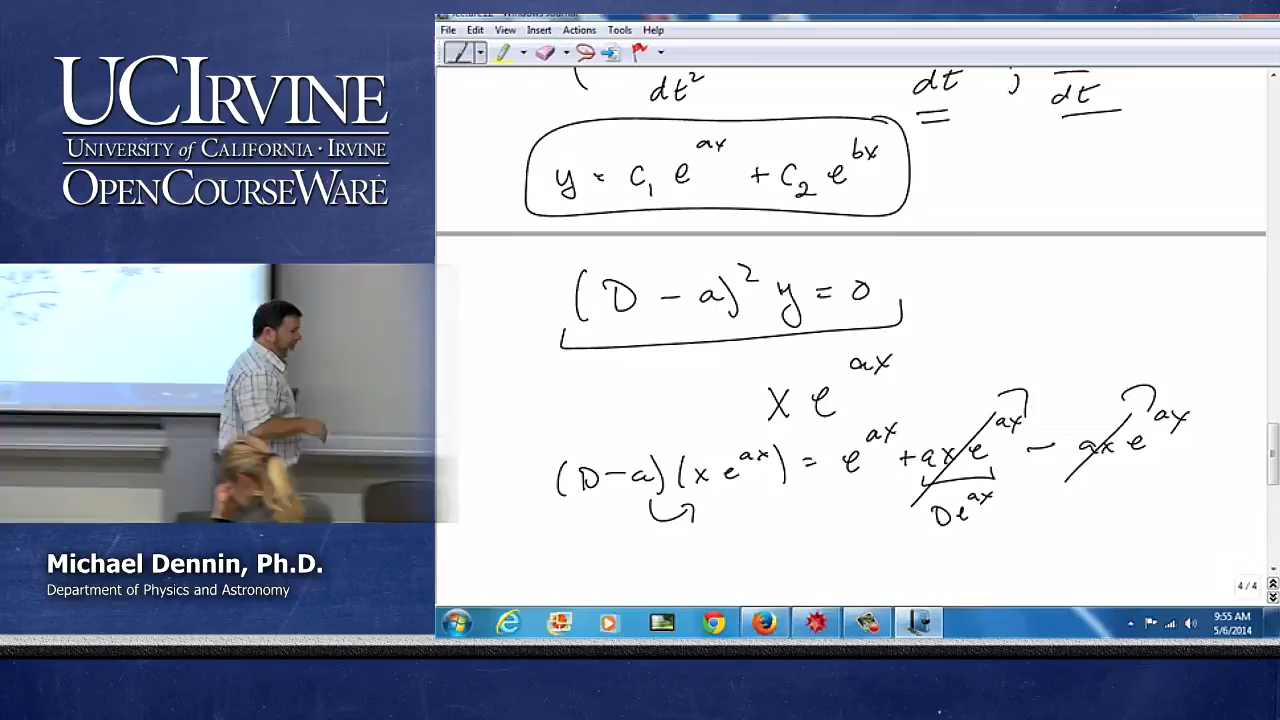 UCIRVINE
UNIVERSITY of CALIFORNIA · IRVINE
OPENCOURSEWARE
File Edit View Insert Actions Tools Help
dt² dt ; dt
y = c₁ e^{ax} + c₂ e^{bx}
(D - a)² y = 0
x e^{ax}
(D - a)(x e^{ax}) = e^{ax} + ax e^{ax} - ax e^{ax}
D e^{ax}
4 / 4
9:55 AM
5/6/2014
Michael Dennin, Ph.D.
Department of Physics and Astronomy